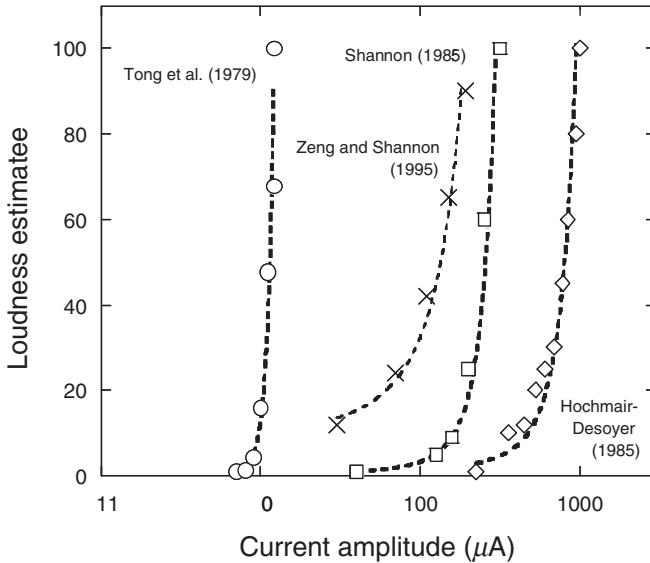 100
80
60
40
20
0
Loudness estimatee
Tong et al. (1979)
Shannon (1985)
Zeng and Shannon
(1995)
Hochmair-
Desoyer
(1985)
11
0
100
1000
Current amplitude (μA)